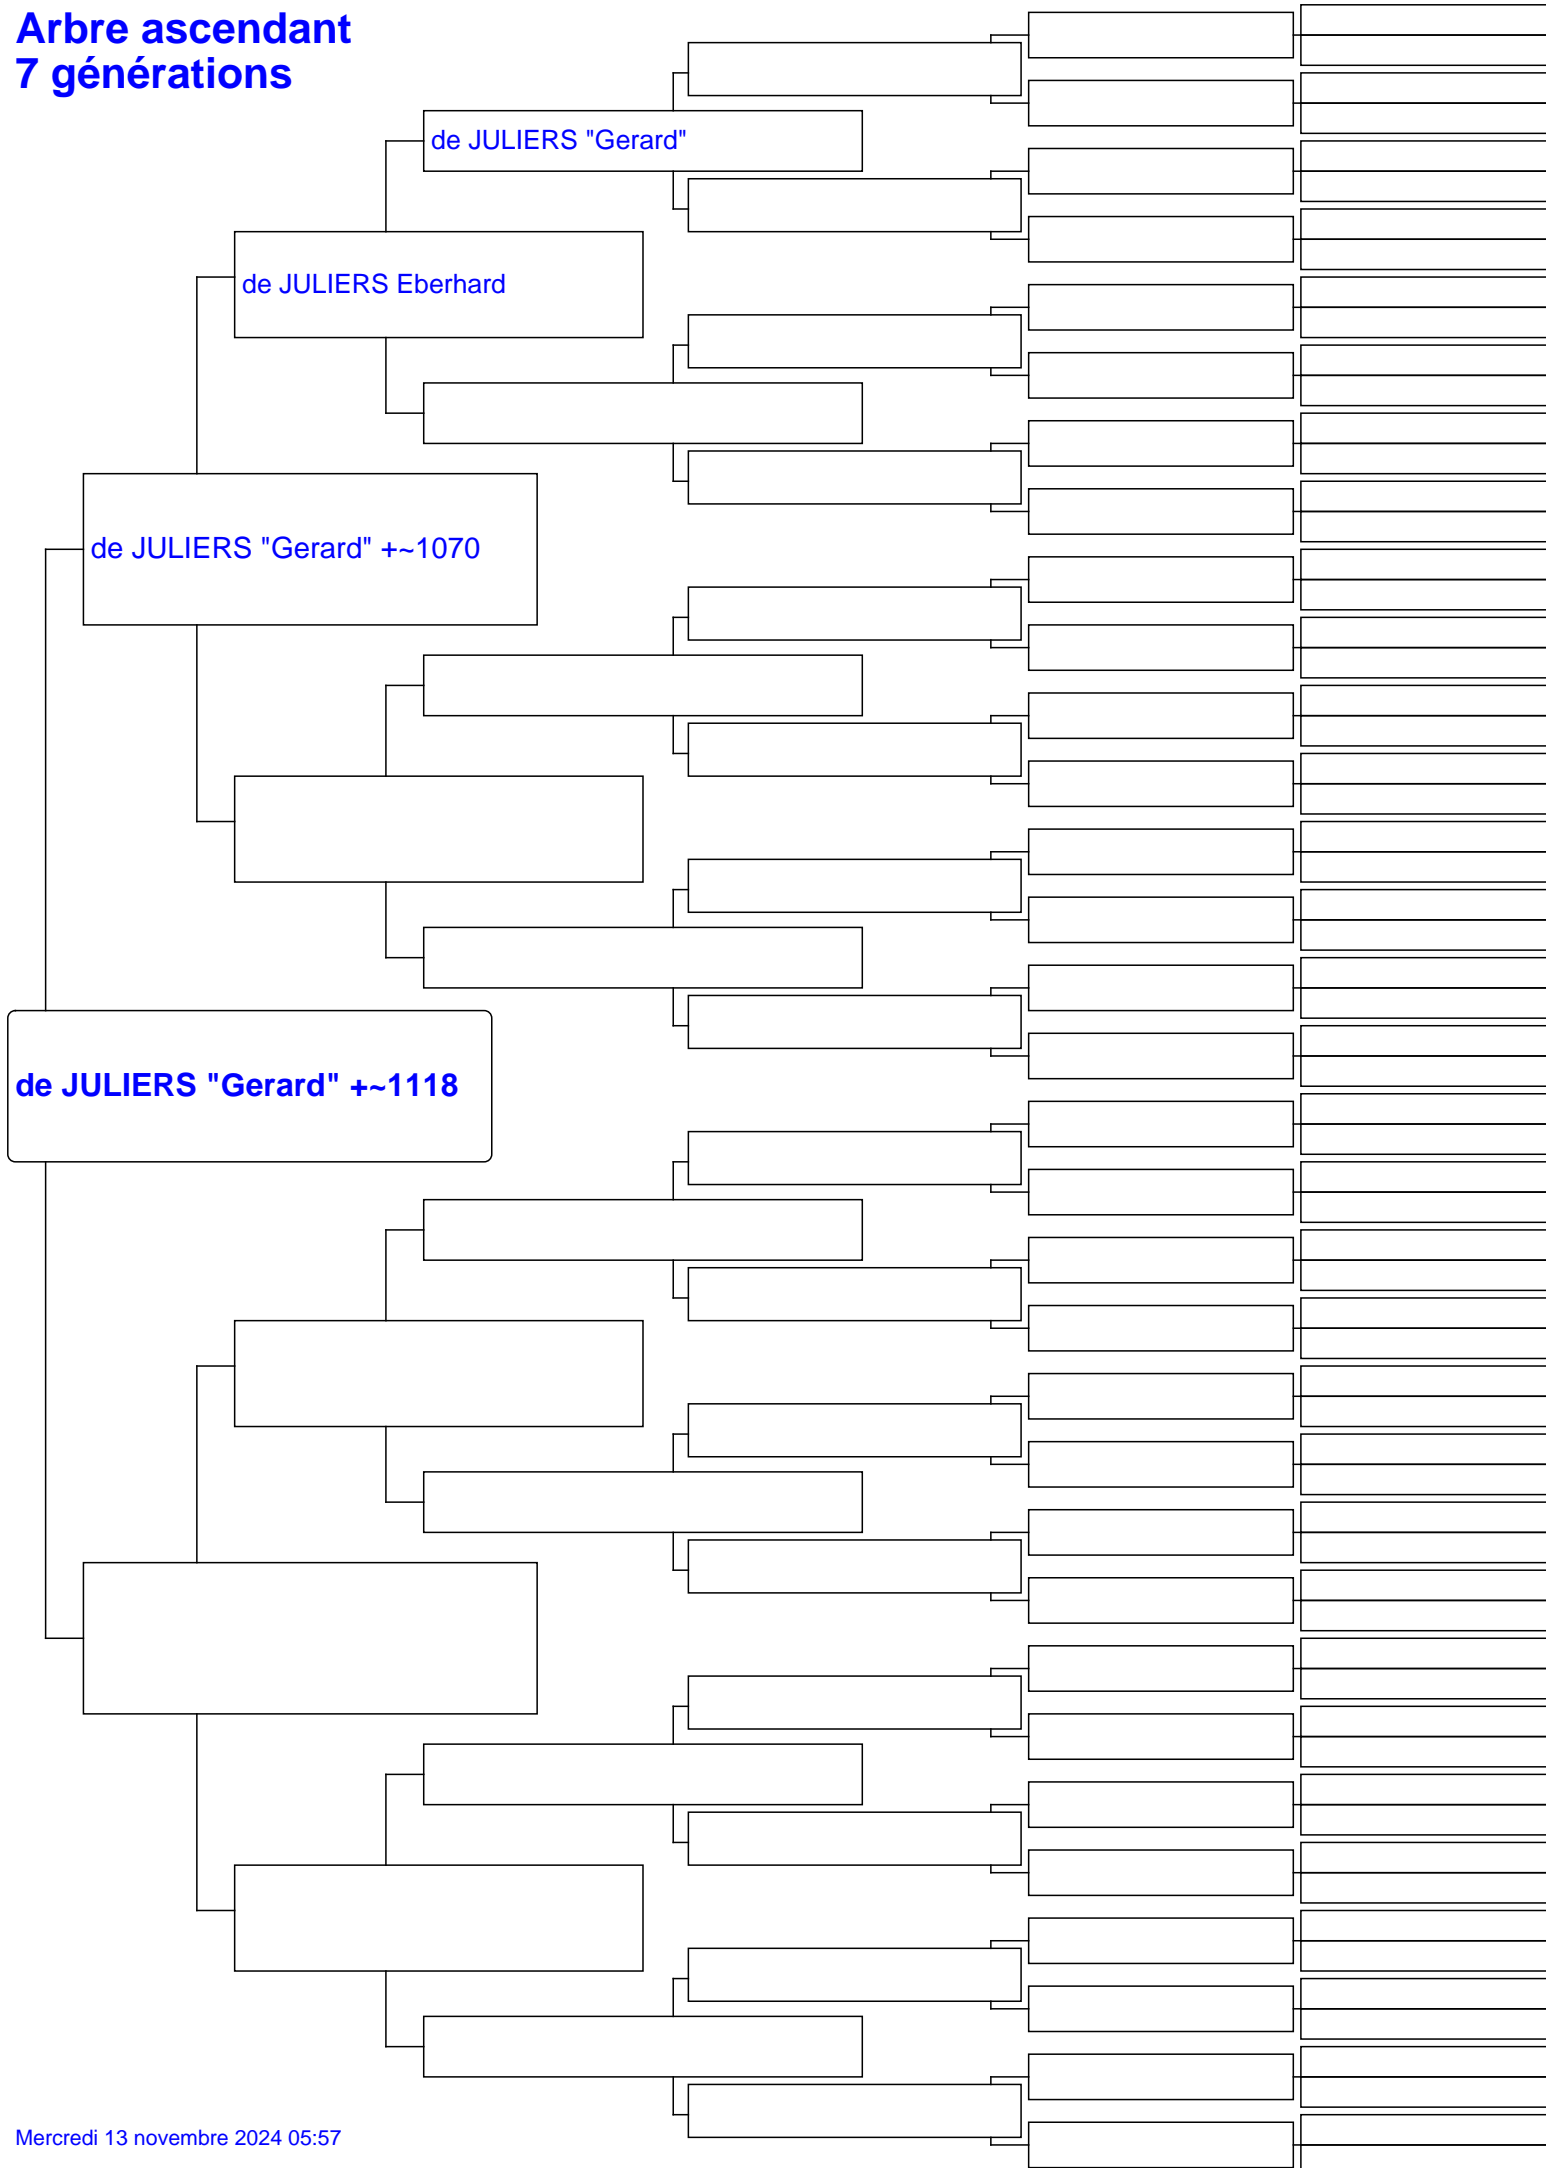 Arbre ascendant
7 générations
de JULIERS "Gerard"
de JULIERS Eberhard
de JULIERS "Gerard" +~1070
de JULIERS "Gerard" +~1118
Mercredi 13 novembre 2024 05:57